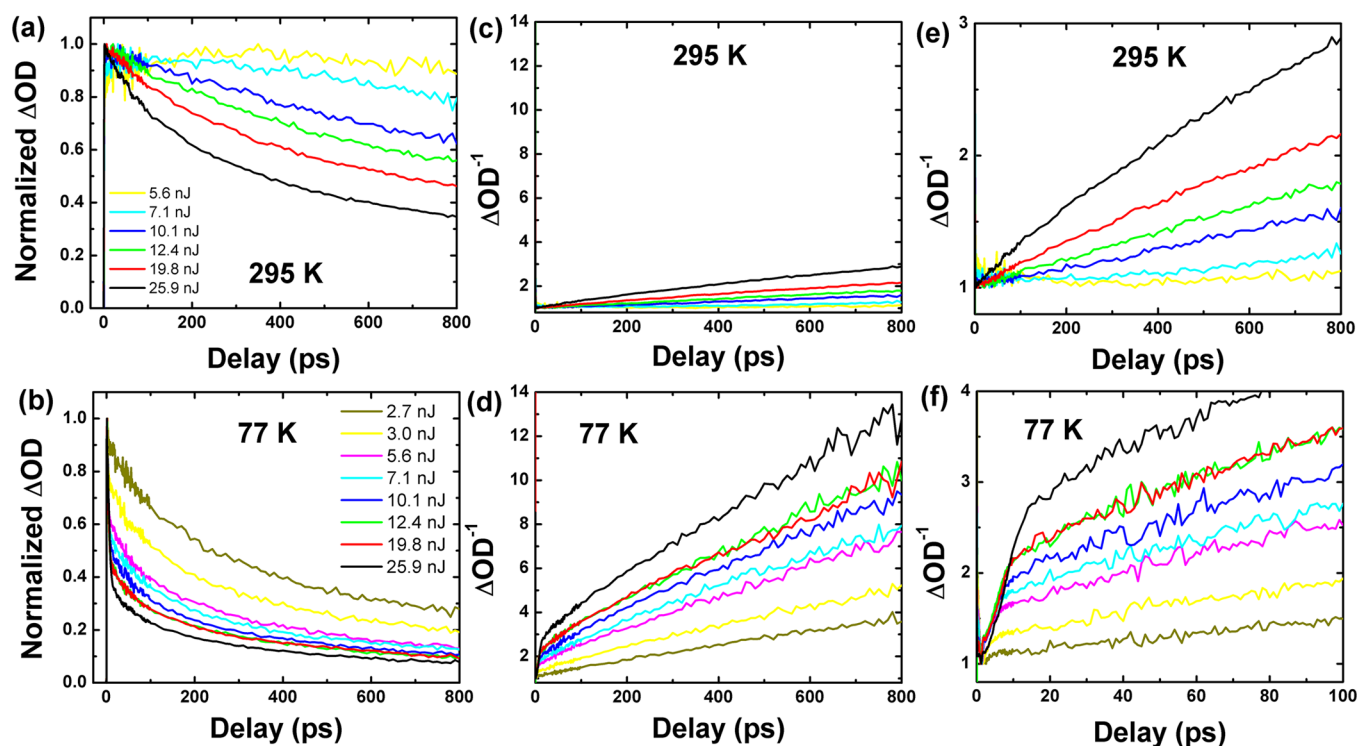 (a)
Normalized ΔOD
1.0
0.8
0.6
0.4
0.2
0.0
5.6 nJ
7.1 nJ
10.1 nJ
12.4 nJ
19.8 nJ
25.9 nJ
295 K
0 200 400 600 800
Delay (ps)
(c)
ΔOD⁻¹
14
12
10
8
6
4
2
295 K
0 200 400 600 800
Delay (ps)
(e)
ΔOD⁻¹
3
2
1
295 K
0 200 400 600 800
Delay (ps)
(b)
Normalized ΔOD
1.0
0.8
0.6
0.4
0.2
0.0
77 K
2.7 nJ
3.0 nJ
5.6 nJ
7.1 nJ
10.1 nJ
12.4 nJ
19.8 nJ
25.9 nJ
0 200 400 600 800
Delay (ps)
(d)
ΔOD⁻¹
14
12
10
8
6
4
2
77 K
0 200 400 600 800
Delay (ps)
(f)
ΔOD⁻¹
4
3
2
1
77 K
0 20 40 60 80 100
Delay (ps)